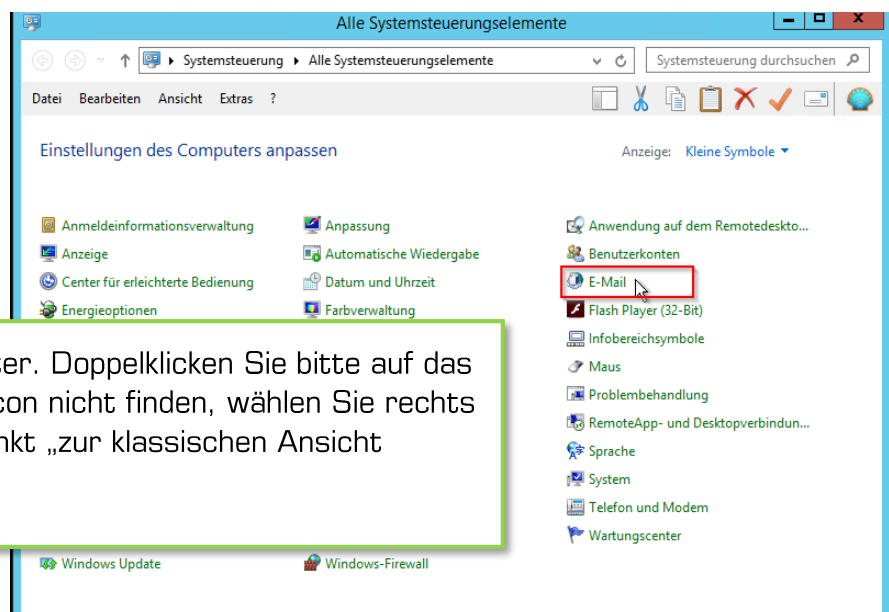 Alle Systemsteuerungselemente
Systemsteuerung Alle Systemsteuerungselemente
Systemsteuerung durchsuchen
Datei Bearbeiten Ansicht Extras ?
Einstellungen des Computers anpassen
Anzeige: Kleine Symbole
Anmeldeinformationsverwaltung
Anpassung
Anwendung auf dem Remotedeskto...
Anzeige
Automatische Wiedergabe
Benutzerkonten
Center für erleichterte Bedienung
Datum und Uhrzeit
E-Mail
Energieoptionen
Farbverwaltung
Flash Player (32-Bit)
Infobereichsymbole
Maus
Problembehandlung
RemoteApp- und Desktopverbindun...
Sprache
System
Telefon und Modem
Wartungscenter
ter. Doppelklicken Sie bitte auf das
con nicht finden, wählen Sie rechts
nkt „zur klassischen Ansicht
Windows Update
Windows-Firewall